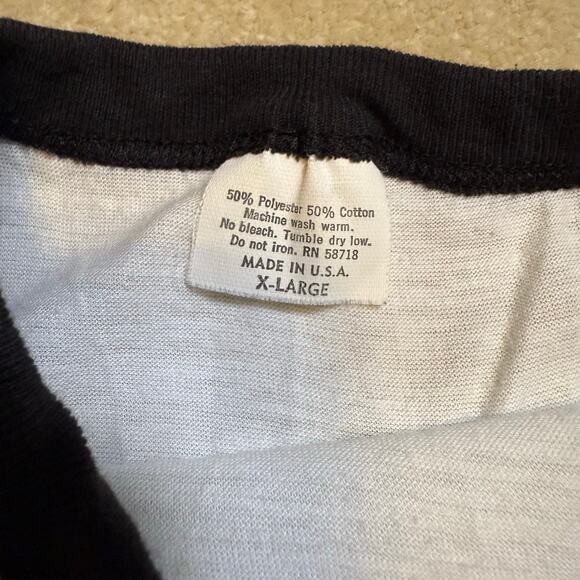 50% Polyester 50% Cotton
Machine wash warm.
No bleach. Tumble dry low.
Do not iron. RN 58718
MADE IN U.S.A.
X-LARGE